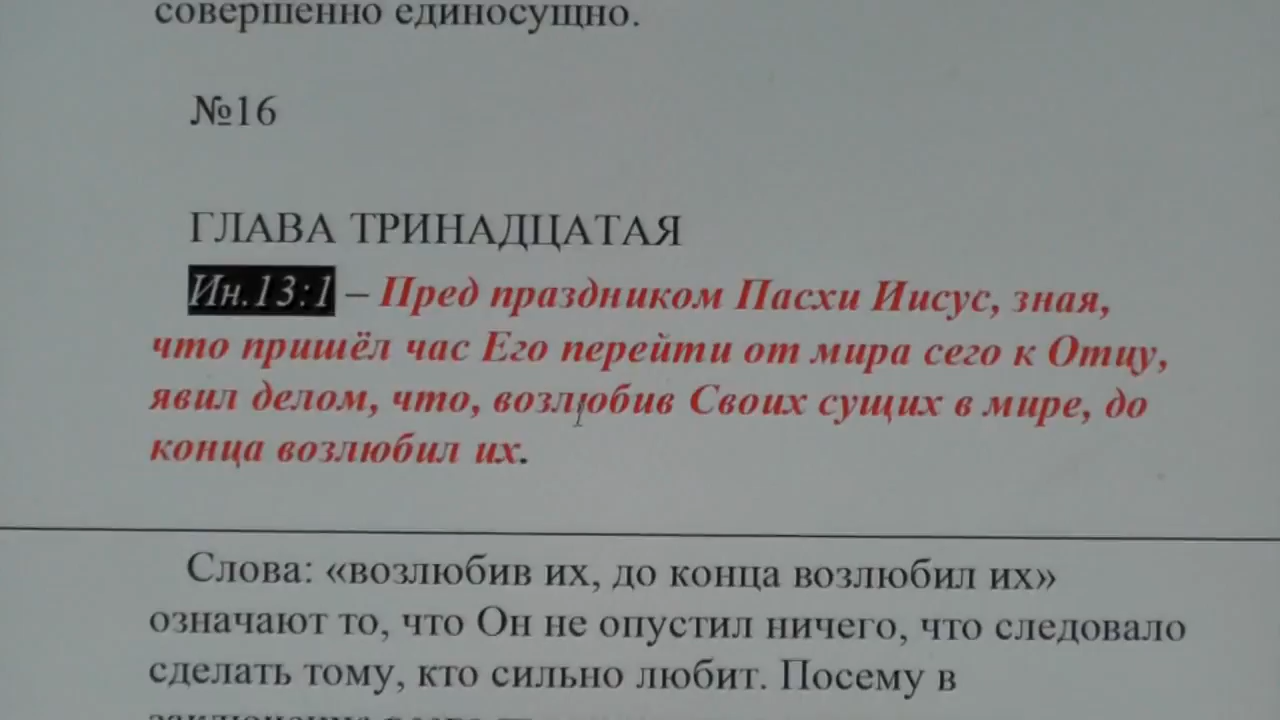 совершенно единосущно.
№16
ГЛАВА ТРИНАДЦАТАЯ
Ин.13:1 – Пред праздником Пасхи Иисус, зная,
что пришёл час Его перейти от мира сего к Отцу,
явил делом, что, возлюбив Своих сущих в мире, до
конца возлюбил их.
Слова: «возлюбив их, до конца возлюбил их»
означают то, что Он не опустил ничего, что следовало
сделать тому, кто сильно любит. Посему в